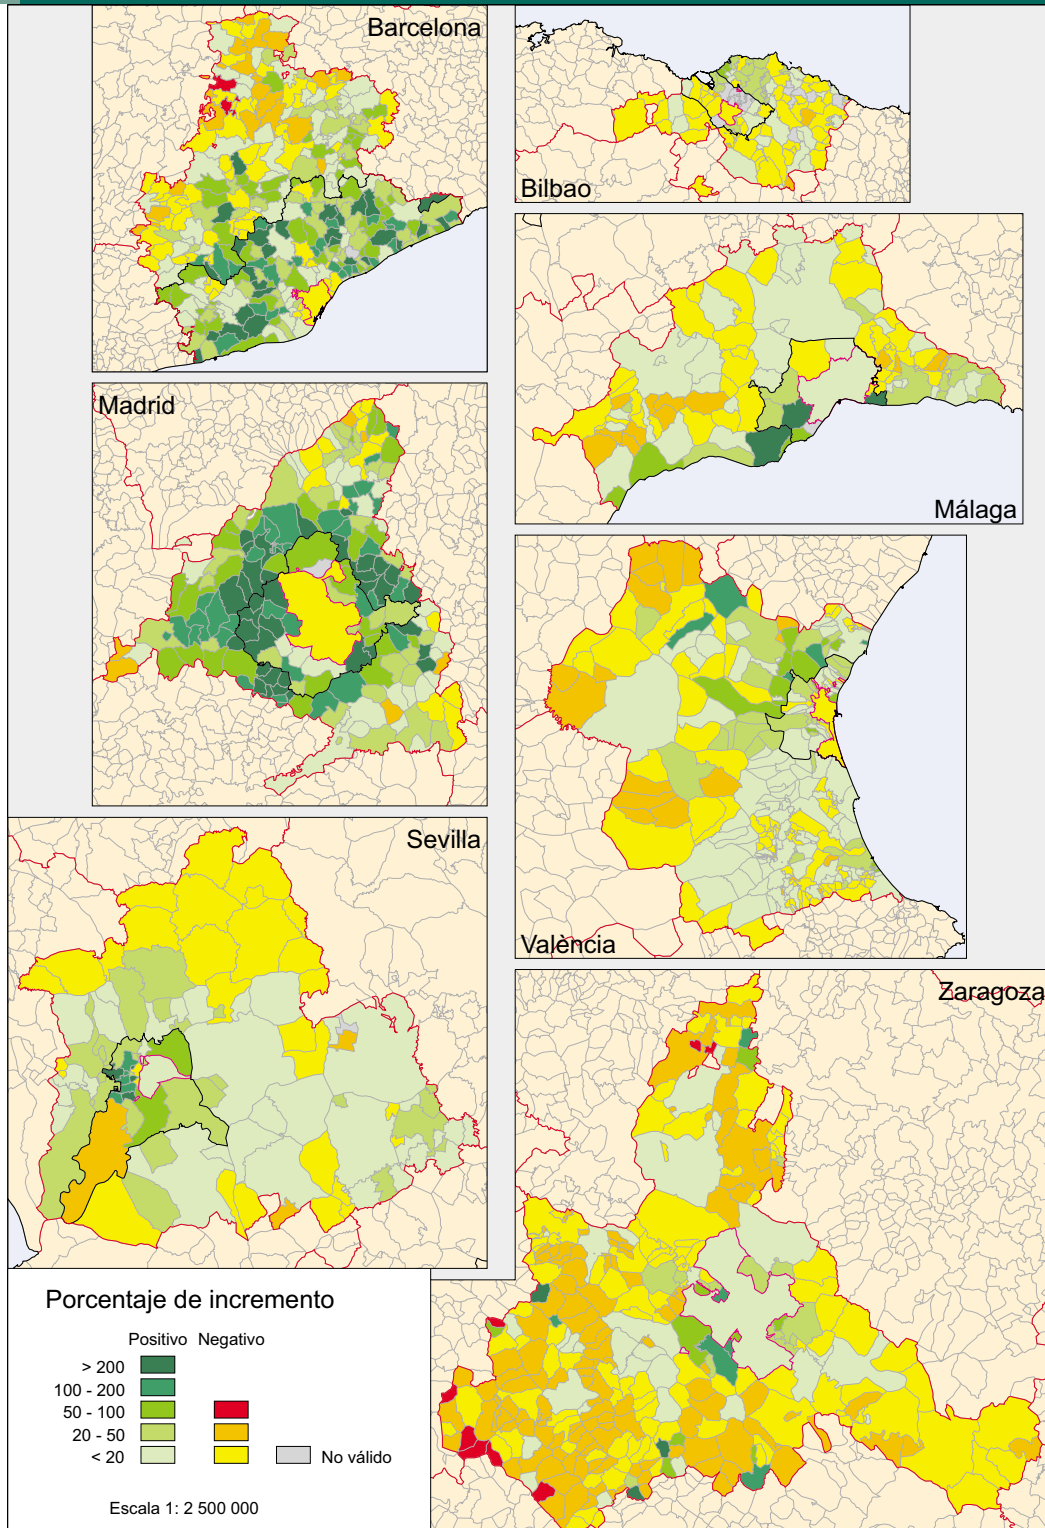 Barcelona
Bilbao
Málaga
Madrid
València
Sevilla
Zaragoza
Porcentaje de incremento
Positivo Negativo
> 200
100 - 200
50 - 100
20 - 50
< 20
No válido
Escala 1: 2 500 000